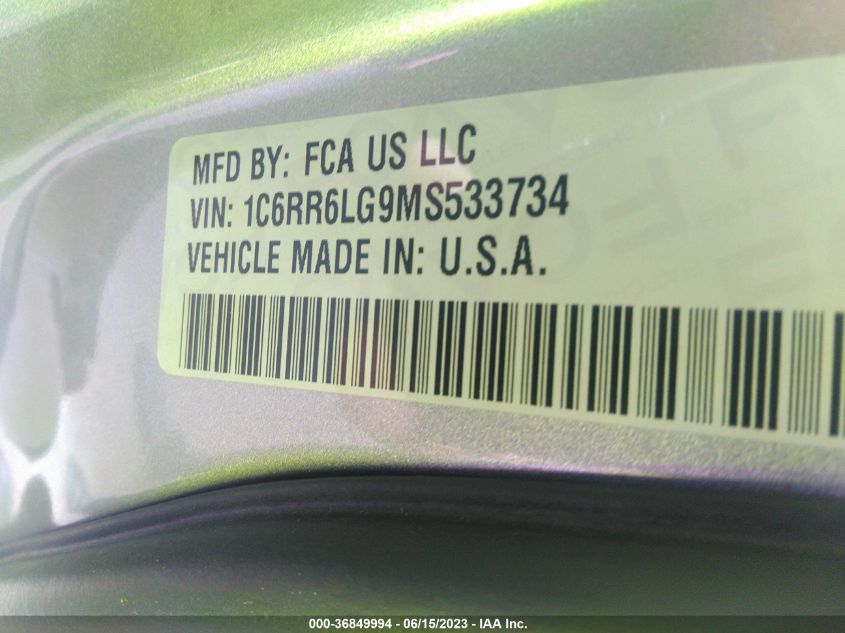 MFD BY: FCA US LLC
VIN: 1C6RR6LG9MS533734
VEHICLE MADE IN: U.S.A.
000-36849994 - 06/15/2023 - IAA Inc.